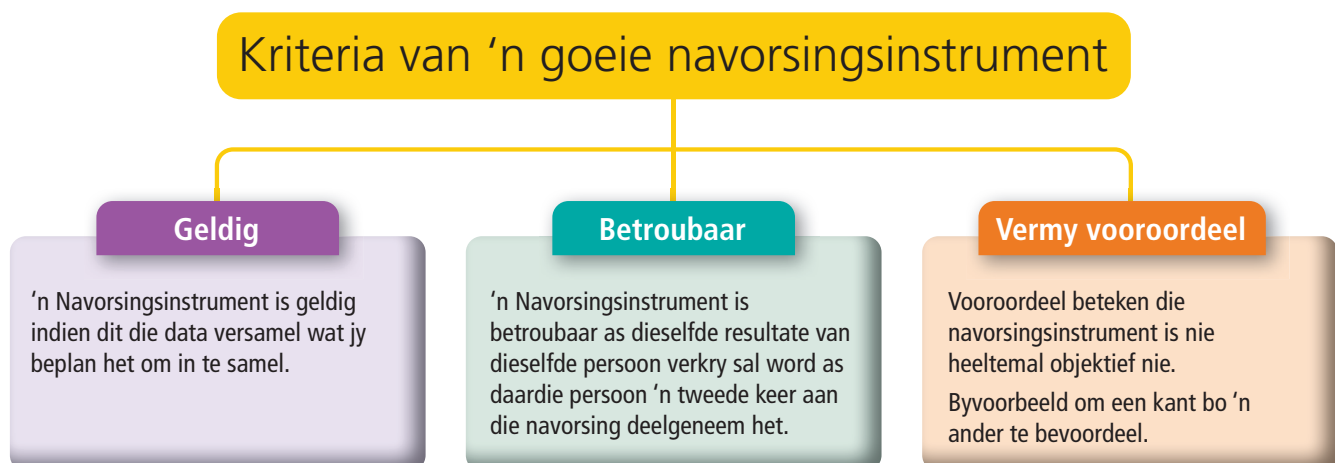 Kriteria van ‘n goeie navorsingsinstrument
Geldig
‘n Navorsingsinstrument is geldig
indien dit die data versamel wat jy
beplan het om in te samel.
Betroubaar
‘n Navorsingsinstrument is
betroubaar as dieselfde resultate van
dieselfde persoon verkry sal word as
daardie persoon ‘n tweede keer aan
die navorsing deelgeneem het.
Vermy vooroordeel
Vooroordeel beteken die
navorsingsinstrument is nie
heeltemal objektief nie.
Byvoorbeeld om een kant bo ‘n
ander te bevoordeel.